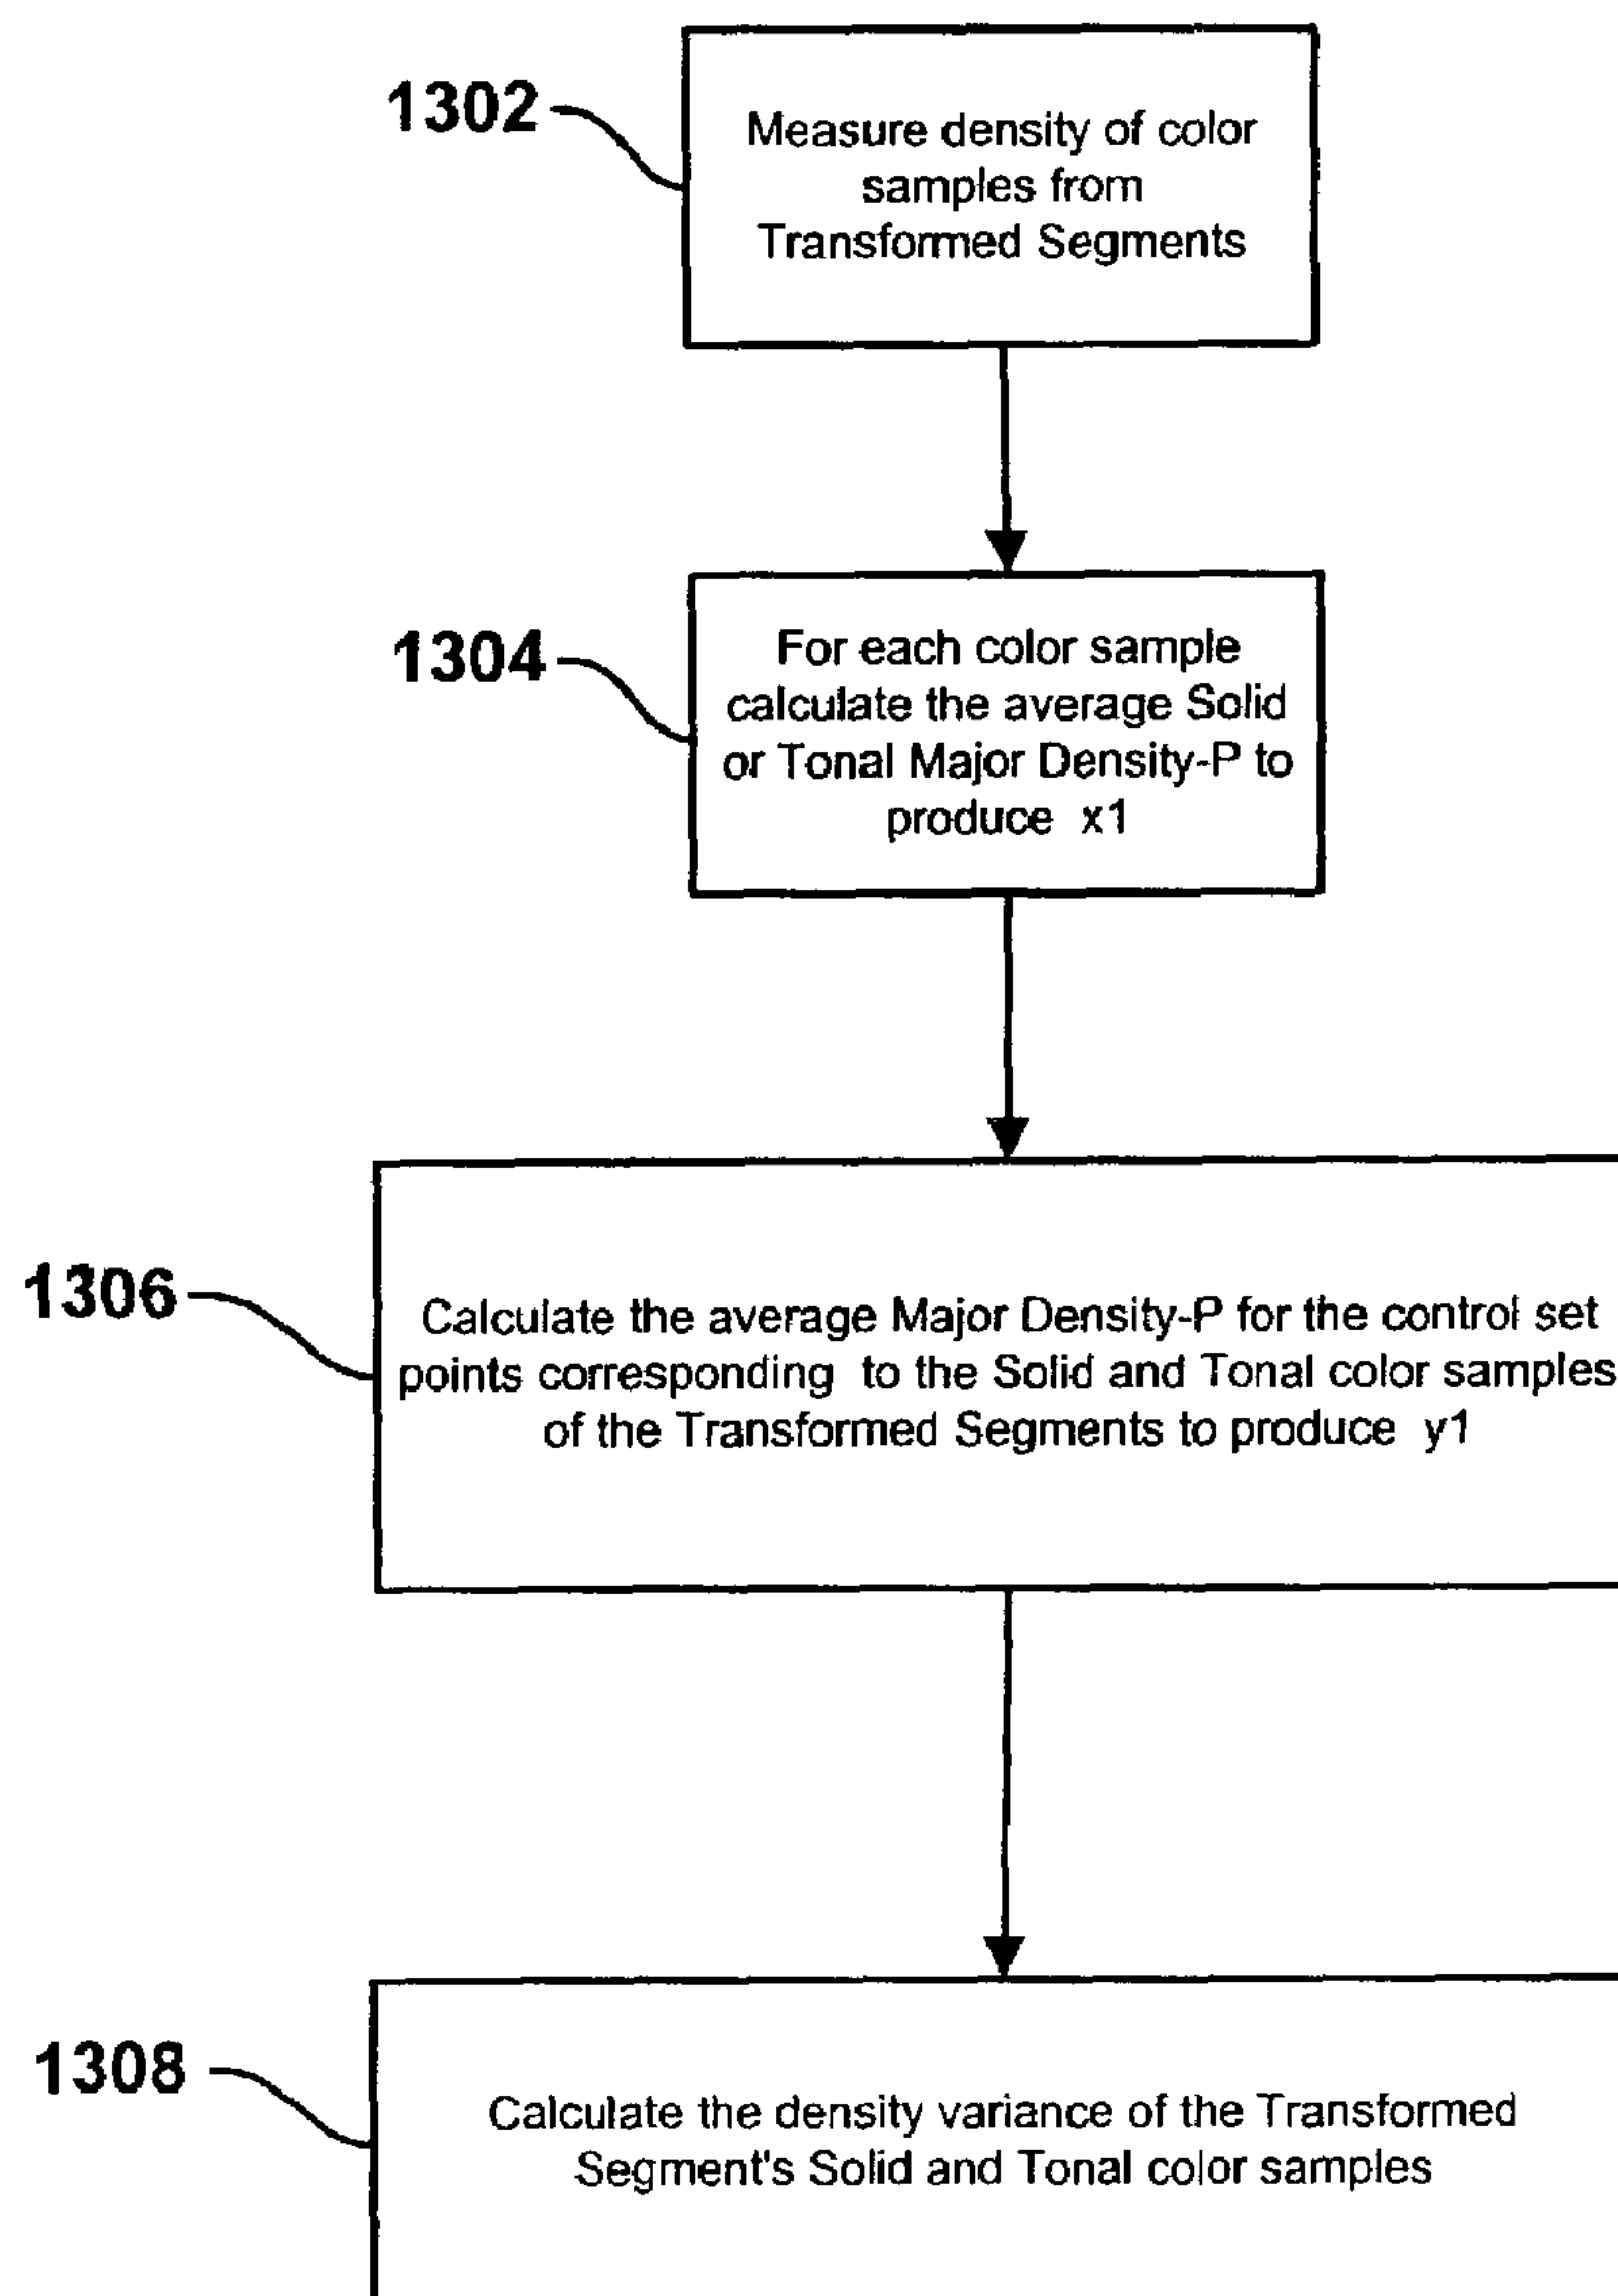 1302
Measure density of color
samples from
Transformed Segments
1304
For each color sample
calculate the average Solid
or Tonal Major Density-P to
produce x1
1306
Calculate the average Major Density-P for the control set
points corresponding to the Solid and Tonal color samples
of the Transformed Segments to produce y1
1308
Calculate the density variance of the Transformed
Segment's Solid and Tonal color samples